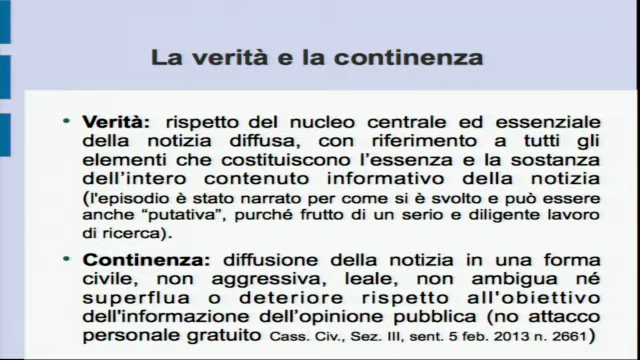 La verità e la continenza
• Verità: rispetto del nucleo centrale ed essenziale
della notizia diffusa, con riferimento a tutti gli
elementi che costituiscono l'essenza e la sostanza
dell'intero contenuto informativo della notizia
(l'episodio è stato narrato per come si è svolto e può essere
anche "putativa", purché frutto di un serio e diligente lavoro
di ricerca).
• Continenza: diffusione della notizia in una forma
civile, non aggressiva, leale, non ambigua né
superflua o deteriore rispetto all'obiettivo
dell'informazione dell'opinione pubblica (no attacco
personale gratuito Cass. Civ., Sez. III, sent. 5 feb. 2013 n. 2661)